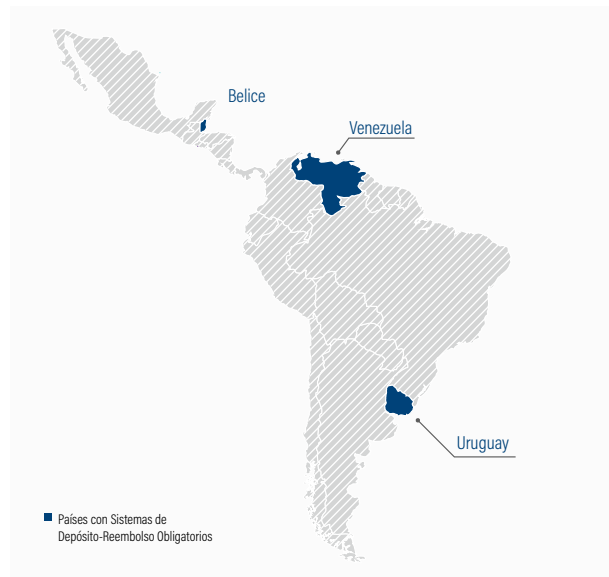 Belice
Venezuela
Uruguay
Países con Sistemas de
Depósito-Reembolso Obligatorios